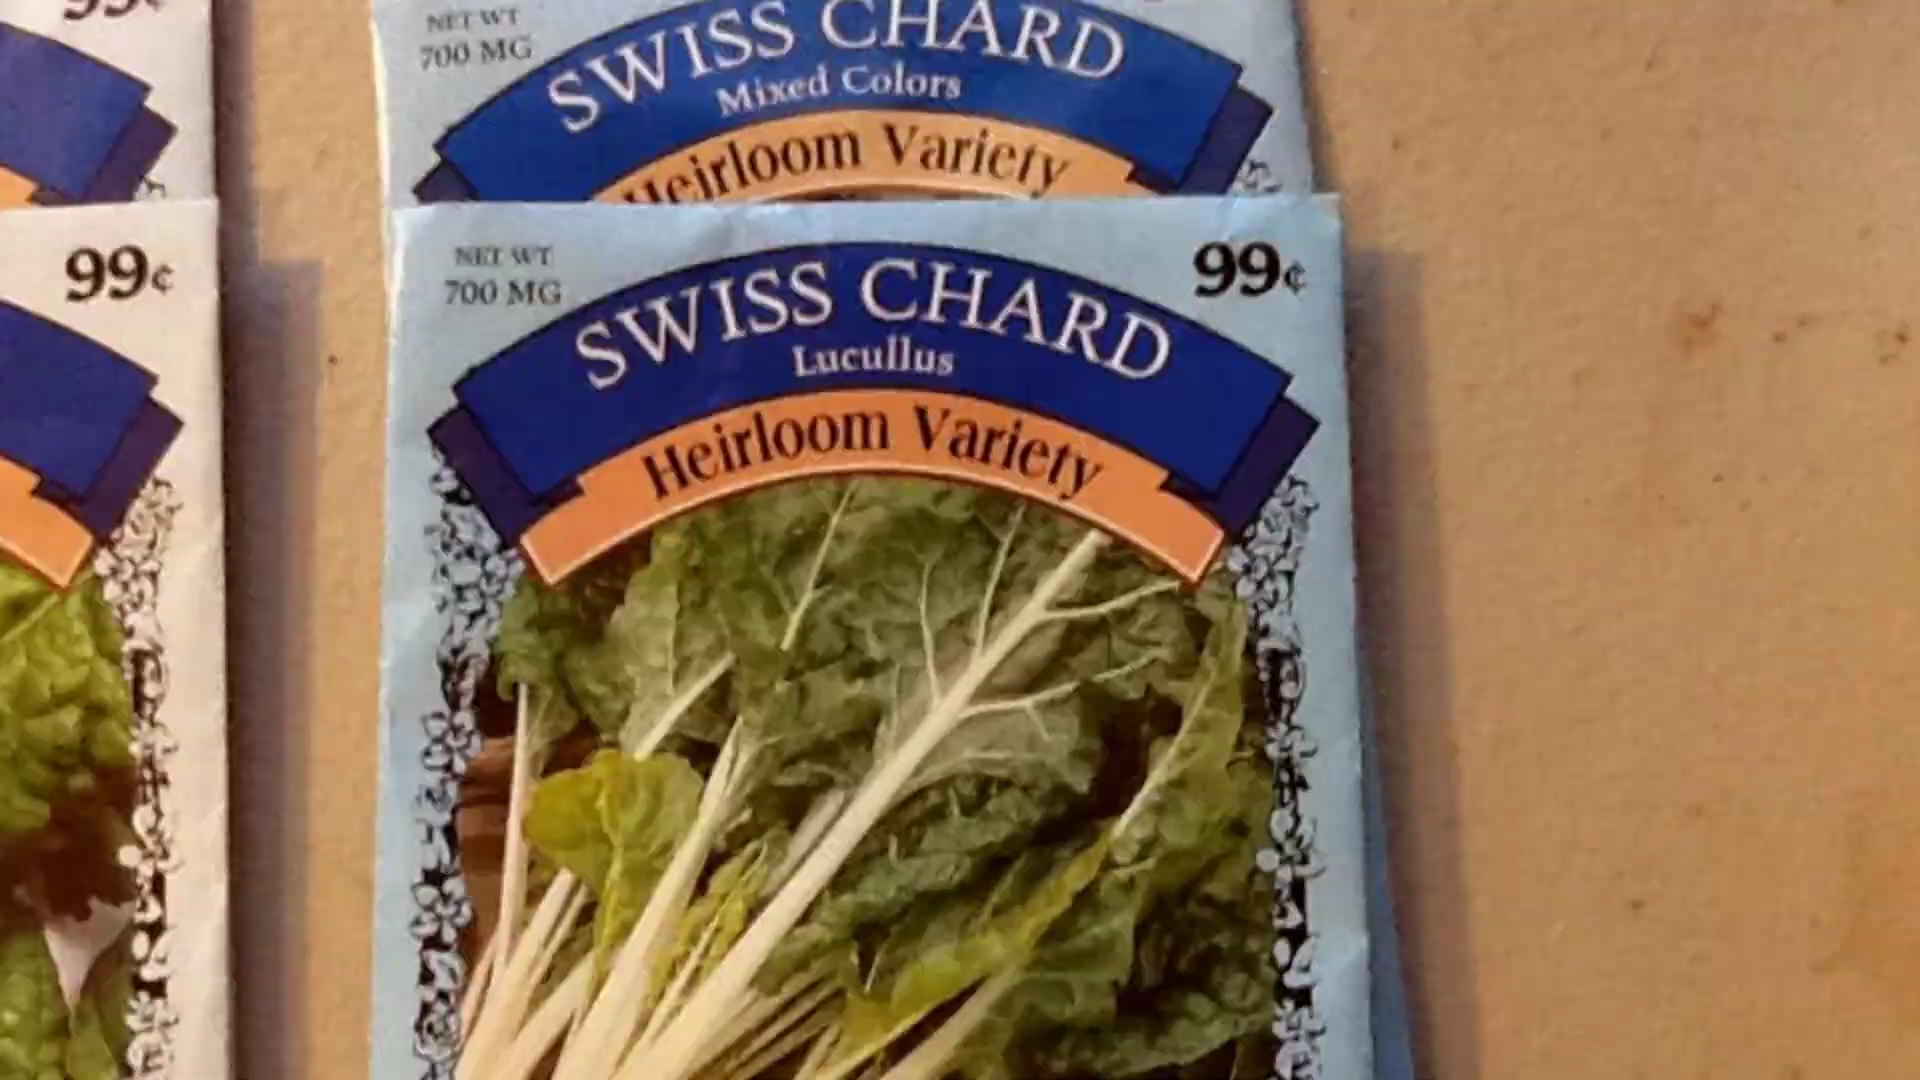 99¢
NET WT
700 MG
SWISS CHARD
Mixed Colors
Heirloom Variety
99¢
NET WT
700 MG
SWISS CHARD
Lucullus
99¢
Heirloom Variety